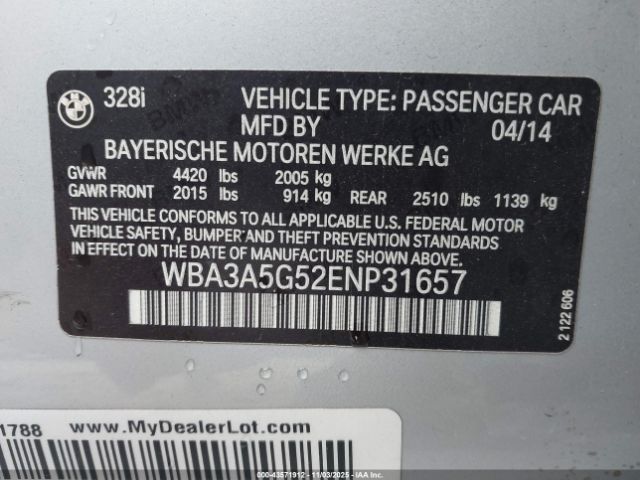 BMW
328i VEHICLE TYPE: PASSENGER CAR
MFD BY 04/14
BAYERISCHE MOTOREN WERKE AG
GVWR 4420 lbs 2005 kg
GAWR FRONT 2015 lbs 914 kg REAR 2510 lbs 1139 kg
THIS VEHICLE CONFORMS TO ALL APPLICABLE U.S. FEDERAL MOTOR
VEHICLE SAFETY, BUMPER AND THEFT PREVENTION STANDARDS IN
EFFECT ON THE DATE OF MANUFACTURE SHOWN ABOVE.
WBA3A5G52ENP31657
2 122 606
1788 www.MyDealerLot.com
000-43571912 - 11/03/2025 - IAA Inc. (IAA)